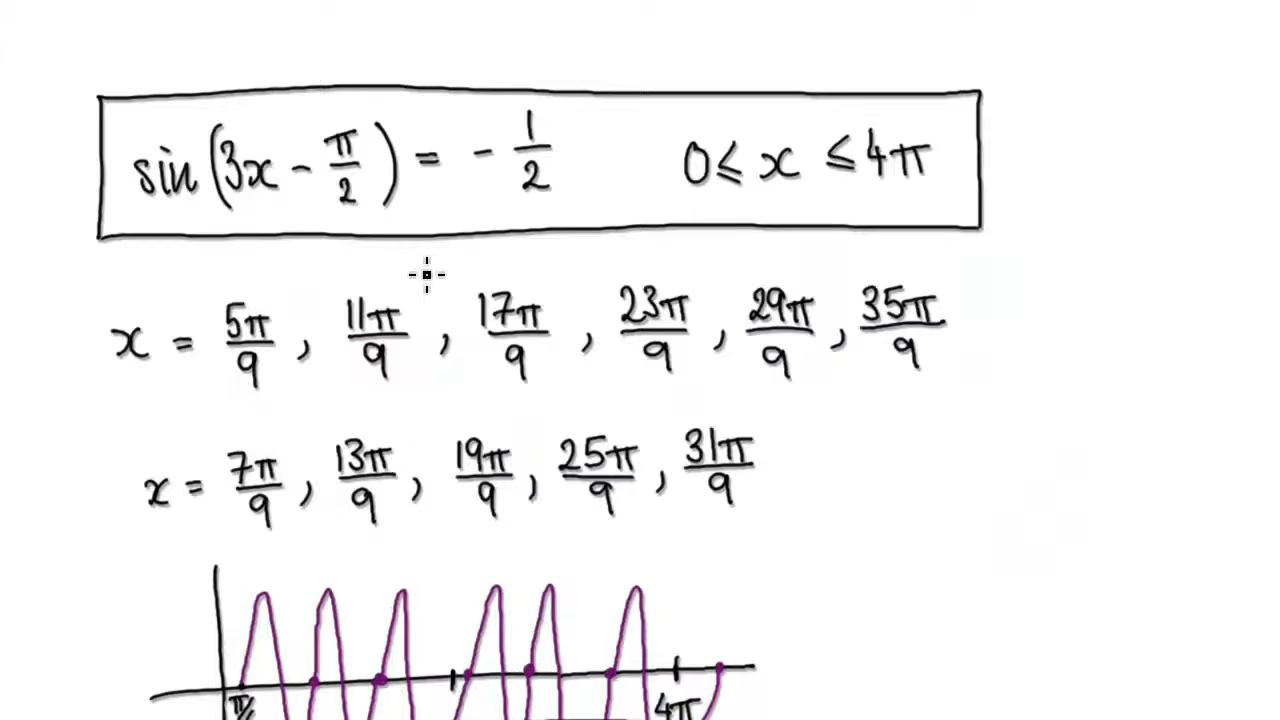 sin(3x - π/2) = - 1/2 0 ≤ x ≤ 4π
x = 5π/9 , 11π/9 , 17π/9 , 23π/9 , 29π/9 , 35π/9
x = 7π/9 , 13π/9 , 19π/9 , 25π/9 , 31π/9
4π